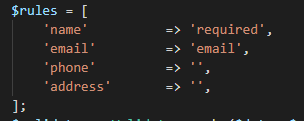 $rules = [
    'name'          => 'required',
    'email'         => 'email',
    'phone'         => '',
    'address'       => '',
];